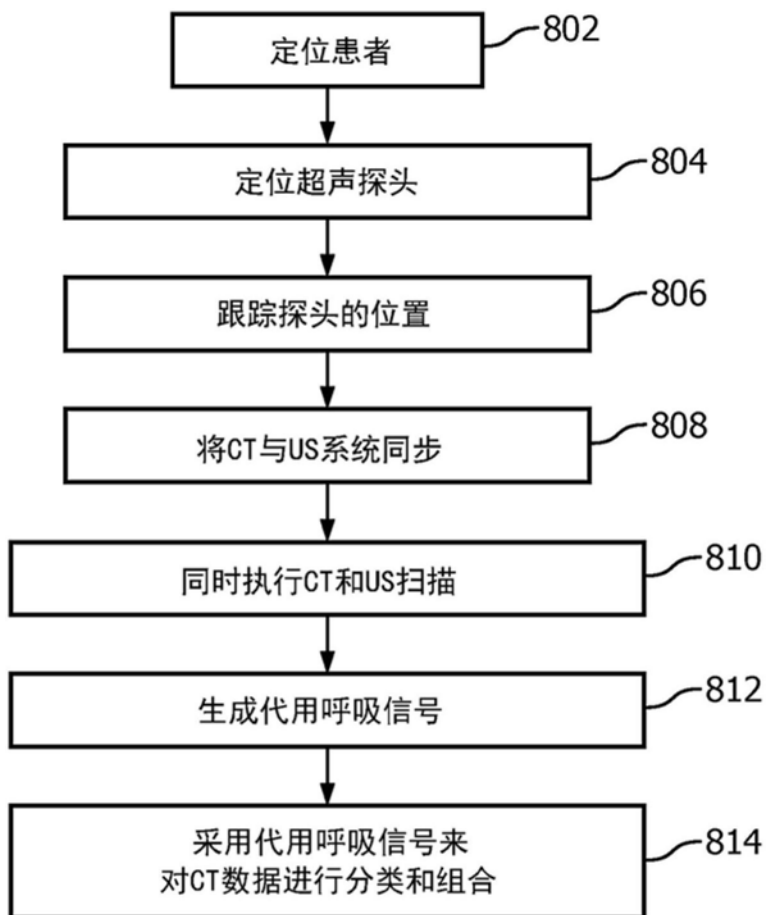 定位患者
802
定位超声探头
804
跟踪探头的位置
806
将CT与US系统同步
808
同时执行CT和US扫描
810
生成代用呼吸信号
812
采用代用呼吸信号来
对CT数据进行分类和组合
814